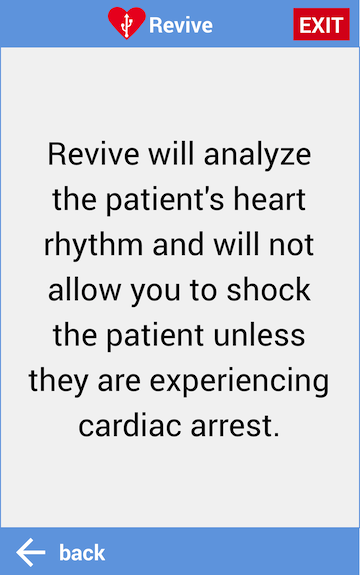 Revive
EXIT
Revive will analyze
the patient's heart
rhythm and will not
allow you to shock
the patient unless
they are experiencing
cardiac arrest.
back